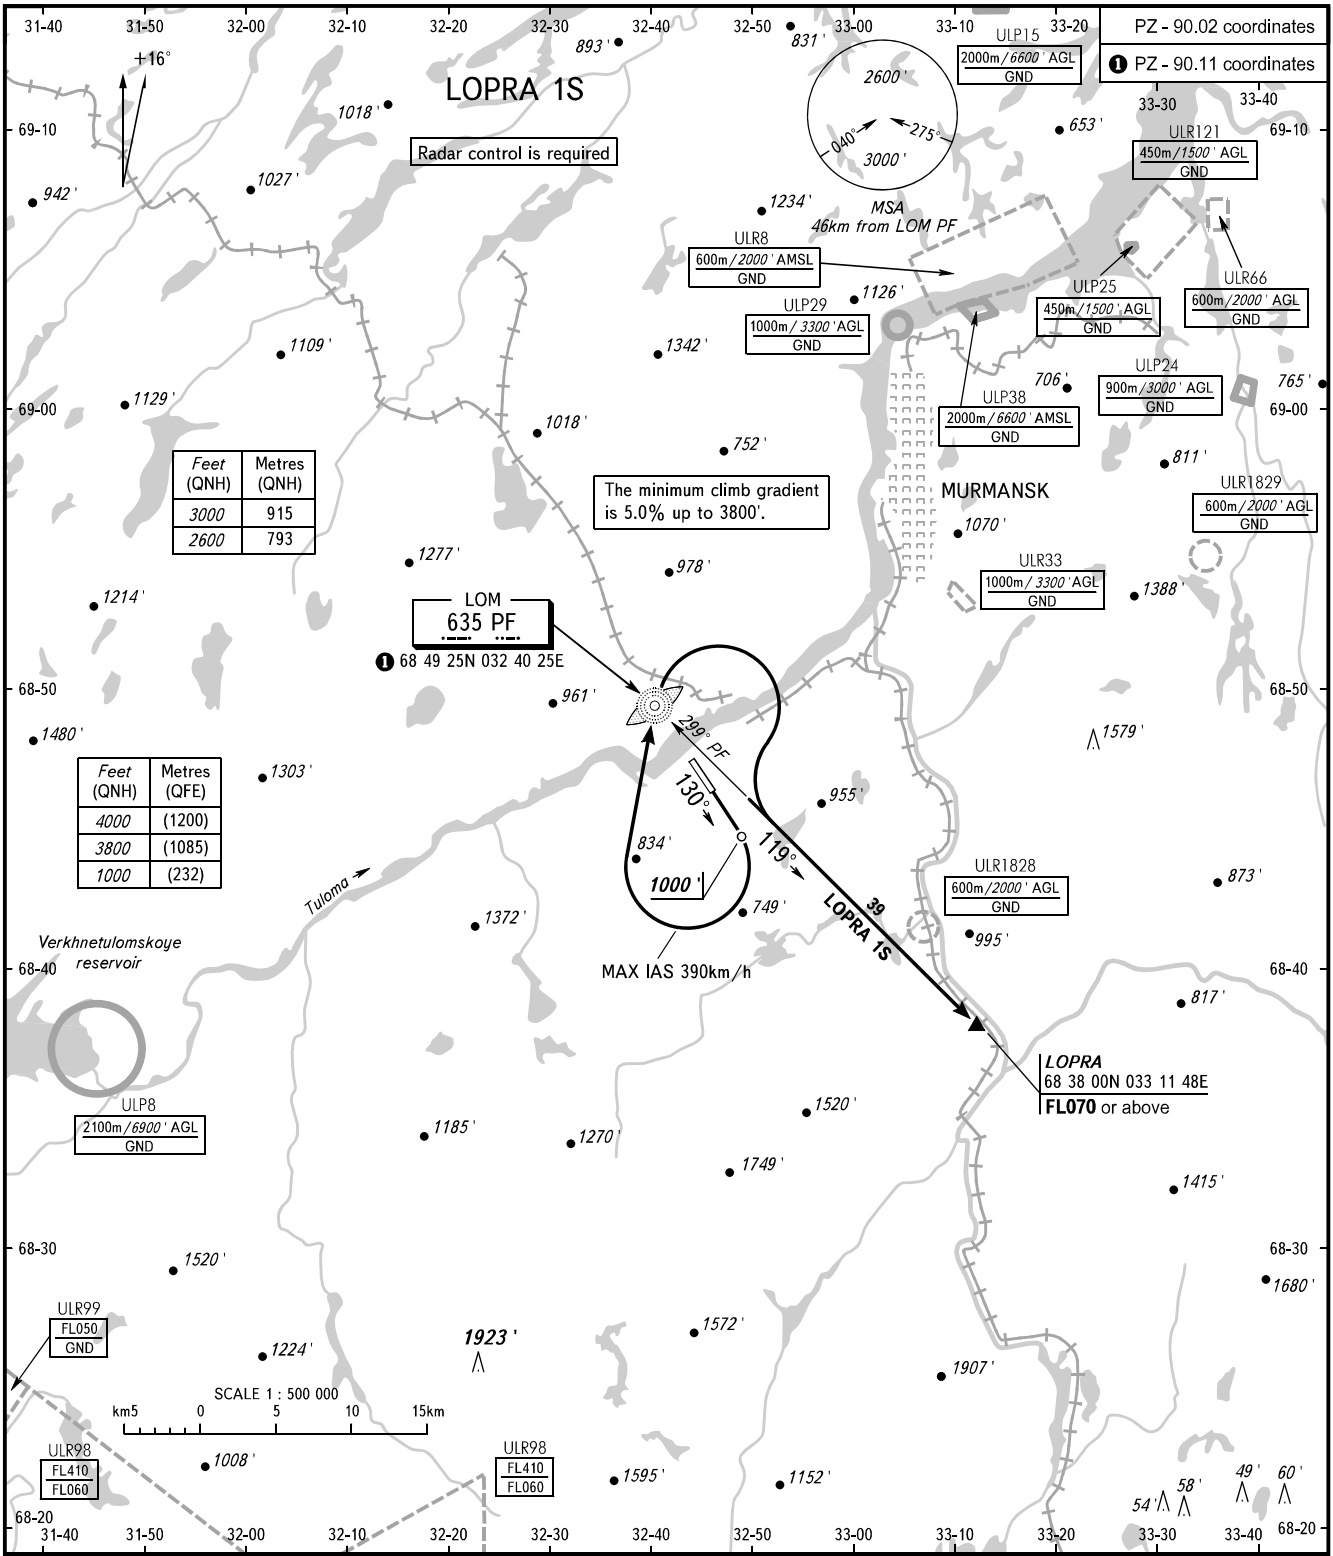 31-40 31-50 32-00 32-10 32-20 32-30 32-40 32-50 33-00 33-10 33-20
PZ - 90.02 coordinates
❶ PZ - 90.11 coordinates
33-30 33-40
+16°
LOPRA 1S
Radar control is required
893'
831'
1018'
ULP15
2000m/6600' AGL
GND
2600'
040° 275°
3000'
MSA
46km from LOM PF
69-10
69-10
653'
ULR121
450m/1500' AGL
GND
942'
1027'
1234'
ULR8
600m/2000' AMSL
GND
1126'
ULP29
1000m/3300' AGL
GND
ULP25
450m/1500' AGL
GND
ULR66
600m/2000' AGL
GND
1109'
1342'
706'
ULP24
900m/3000' AGL
GND
765'
1129'
69-00
69-00
1018'
752'
ULP38
2000m/6600' AMSL
GND
811'
Feet Metres
(QNH) (QNH)
3000 915
2600 793
The minimum climb gradient
is 5.0% up to 3800'.
MURMANSK
ULR1829
600m/2000' AGL
GND
1070'
1277'
978'
ULR33
1000m/3300' AGL
GND
1388'
1214'
LOM
635 PF
❶ 68 49 25N 032 40 25E
68-50
68-50
961'
1480'
299° PF
1579'
1303'
Feet Metres
(QNH) (QFE)
4000 (1200)
3800 (1085)
1000 (232)
130°
955'
834'
119°
1000'
39
LOPRA 1S
749'
ULR1828
600m/2000' AGL
GND
873'
Tuloma
1372'
995'
Verkhnetulomskoye
reservoir
MAX IAS 390km/h
68-40
68-40
817'
LOPRA
68 38 00N 033 11 48E
FL070 or above
ULP8
2100m/6900' AGL
GND
1185'
1270'
1520'
1749'
1415'
68-30
68-30
1520'
1680'
ULR99
FL050
GND
1224'
1923'
1572'
1907'
SCALE 1 : 500 000
km5 0 5 10 15km
ULR98
FL410
FL060
1008'
ULR98
FL410
FL060
1595'
1152'
54' 58' 49' 60'
68-20
68-20
31-40 31-50 32-00 32-10 32-20 32-30 32-40 32-50 33-00 33-10 33-20 33-30 33-40